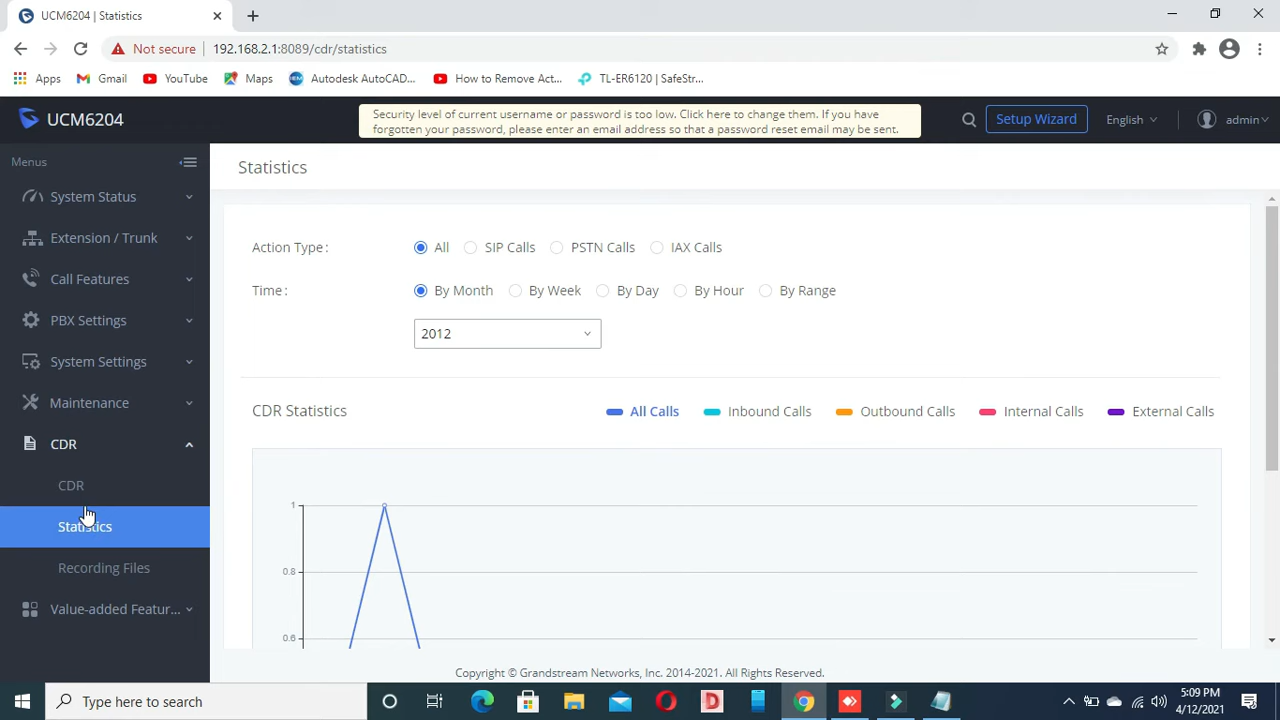 UCM6204 | Statistics
Not secure 192.168.2.1:8089/cdr/statistics
Apps Gmail YouTube Maps Autodesk AutoCAD... How to Remove Act... TL-ER6120 | SafeStr...
UCM6204
Security level of current username or password is too low. Click here to change them. If you have
forgotten your password, please enter an email address so that a password reset email may be sent.
Setup Wizard English admin
Menus
System Status
Extension / Trunk
Call Features
PBX Settings
System Settings
Maintenance
CDR
CDR
Statistics
Recording Files
Value-added Featur...
Statistics
Action Type: All SIP Calls PSTN Calls IAX Calls
Time: By Month By Week By Day By Hour By Range
2012
CDR Statistics All Calls Inbound Calls Outbound Calls Internal Calls External Calls
1
0.8
0.6
Copyright © Grandstream Networks, Inc. 2014-2021. All Rights Reserved.
Type here to search
5:09 PM
4/12/2021